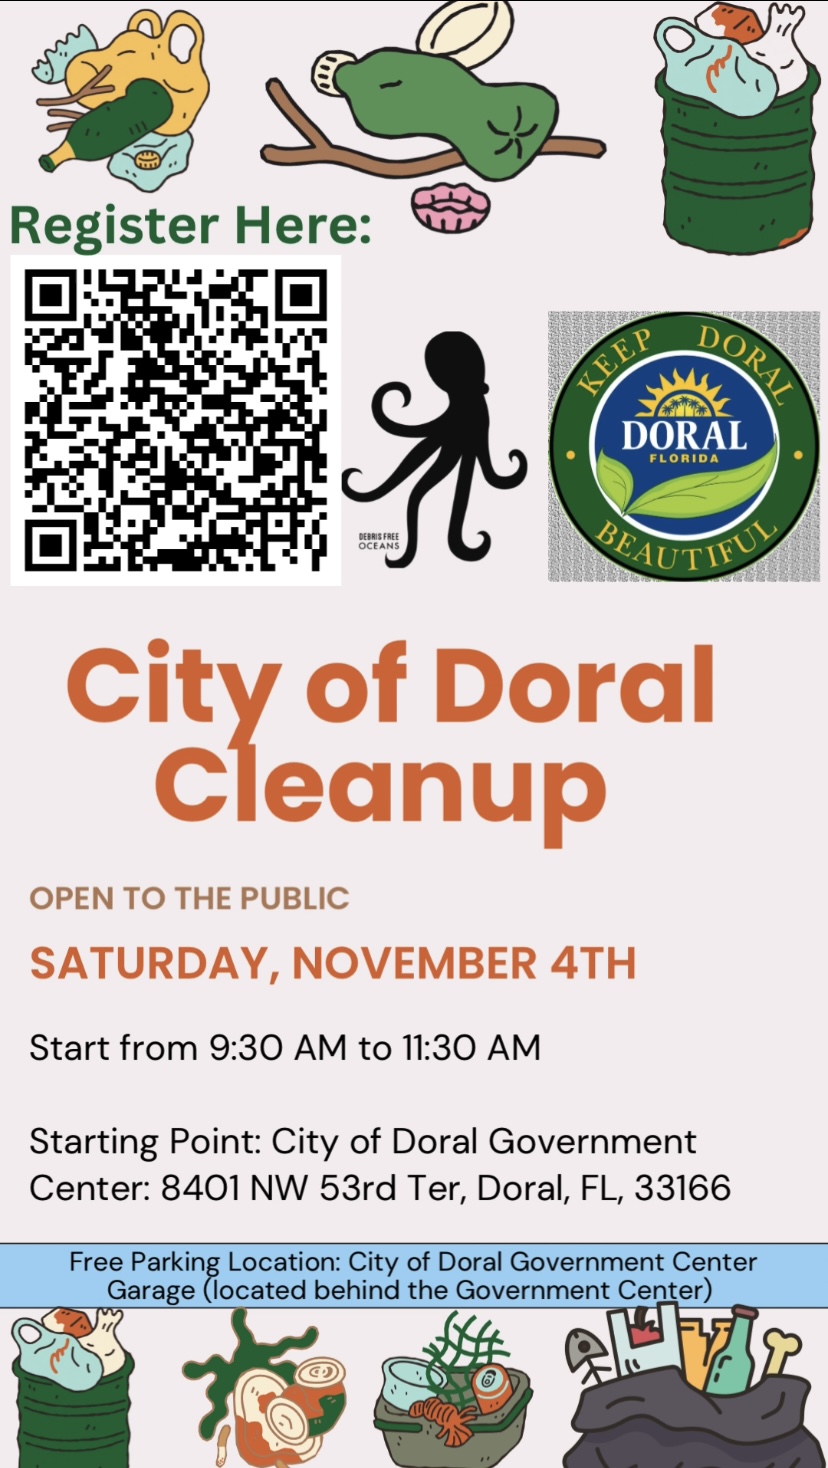 Register Here:
DEBRIS FREE
OCEANS
KEEP DORAL
DORAL
FLORIDA
BEAUTIFUL
City of Doral
Cleanup
OPEN TO THE PUBLIC
SATURDAY, NOVEMBER 4TH
Start from 9:30 AM to 11:30 AM
Starting Point: City of Doral Government
Center: 8401 NW 53rd Ter, Doral, FL, 33166
Free Parking Location: City of Doral Government Center
Garage (located behind the Government Center)